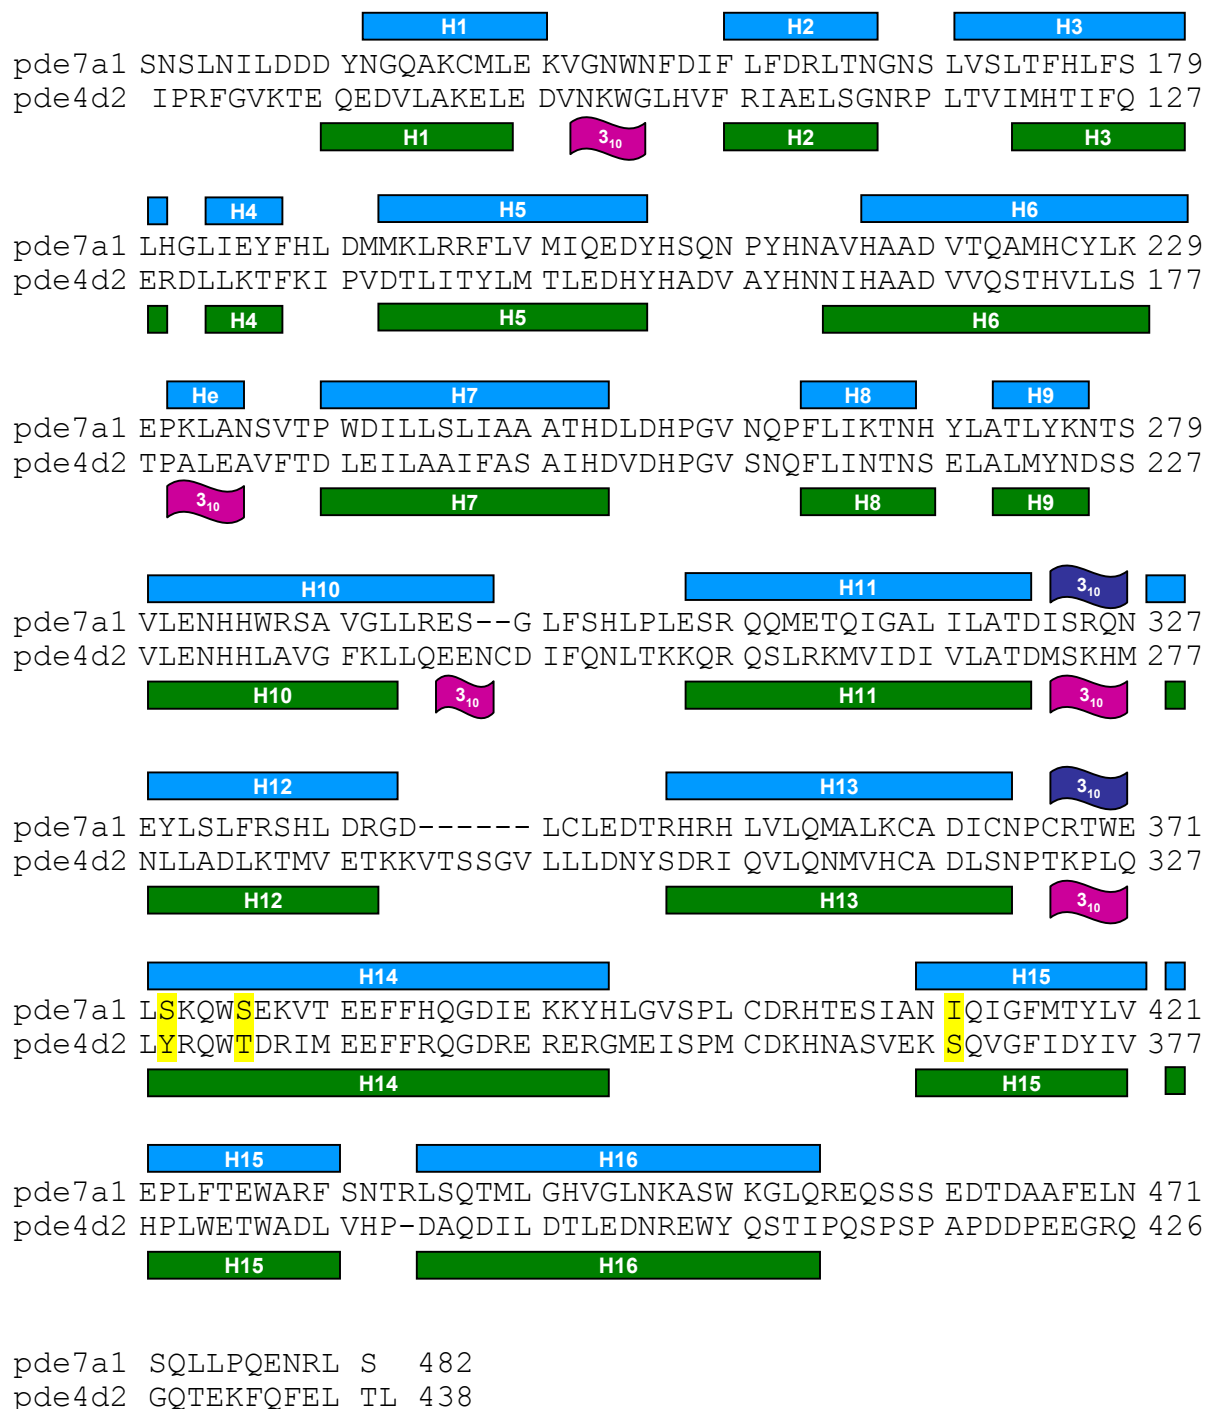 H1 H2 H3
pde7a1 SNSLNILDDD YNGQAKCMLE KVGNWNFDIF LFDRLTNGNS LVSLTFHLFS 179
pde4d2 IPRFGVKTE QEDVLAKELE DVNKWGLHVF RIAELSGNRP LTVIMHTIFQ 127
H1 3₁₀ H2 H3
H4 H5 H6
pde7a1 LHGLIEYFHL DMMKLRRFLV MIQEDYHSQN PYHNAVHAAD VTQAMHCYLK 229
pde4d2 ERDLLKTFKI PVDTLITYLM TLEDHYHADV AYHNNIHAAD VVQSTHVLLS 177
H4 H5 H6
He H7 H8 H9
pde7a1 EPKLANSVTP WDILLSLIAA ATHDLDHPGV NQPFLIKTNH YLATLYKNTS 279
pde4d2 TPALEAVFTD LEILAAIFAS AIHDVDHPGV SNQFLINTNS ELALMYNDSS 227
3₁₀ H7 H8 H9
H10 H11 3₁₀
pde7a1 VLENHHWRSA VGLLRES--G LFSHLPLESR QQMETQIGAL ILATDISRQN 327
pde4d2 VLENHHLAVG FKLLQEENCD IFQNLTKKQR QSLRKMVIDI VLATDMSKHM 277
H10 3₁₀ H11 3₁₀
H12 H13 3₁₀
pde7a1 EYLSLFRSHL DRGD------ LCLEDTRHRH LVLQMALKCA DICNPCRTWE 371
pde4d2 NLLADLKTMV ETKKVTSSGV LLLDNYSDRI QVLQNMVHCA DLSNPTKPLQ 327
H12 H13 3₁₀
H14 H15
pde7a1 LSKQWSEKVT EEFFHQGDIE KKYHLGVSPL CDRHTESIAN IQIGFMTYLV 421
pde4d2 LYRQWTDRIM EEFFRQGDRE RERGMEISPM CDKHNASVEK SQVGFIDYIV 377
H14 H15
H15 H16
pde7a1 EPLFTEWARF SNTRLSQTML GHVGLNKASW KGLQREQSSS EDTDAAFELN 471
pde4d2 HPLWETWADL VHP-DAQDIL DTLEDNREWY QSTIPQSPSP APDDPEEGRQ 426
H15 H16
pde7a1 SQLLPQENRL S 482
pde4d2 GQTEKFQFEL TL 438